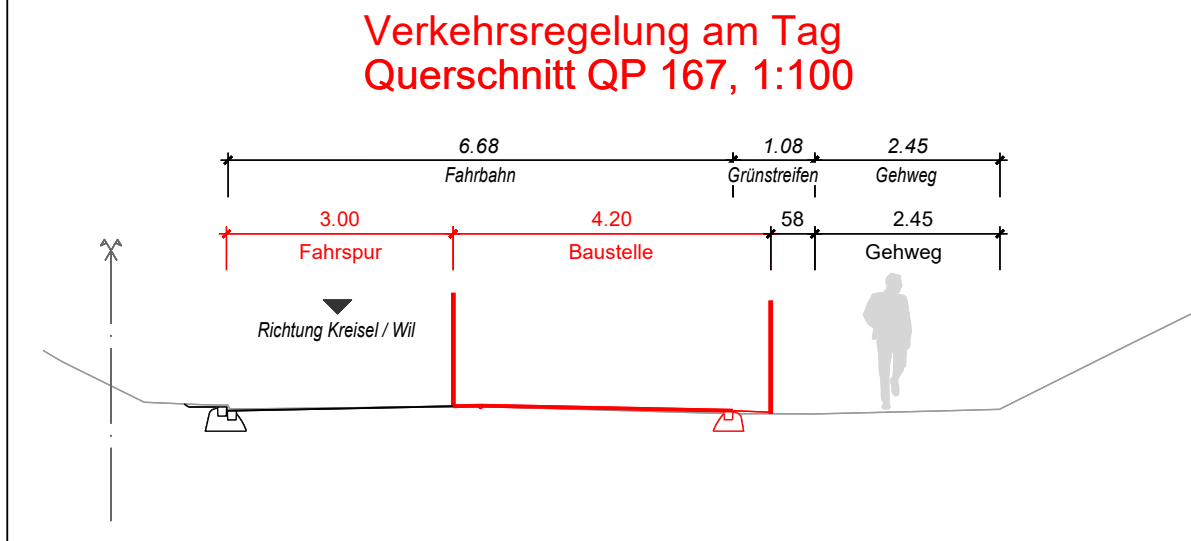 Verkehrsregelung am Tag
Querschnitt QP 167, 1:100
6.68 1.08 2.45
Fahrbahn Grünstreifen Gehweg
3.00 4.20 58 2.45
Fahrspur Baustelle Gehweg
Richtung Kreisel / Wil